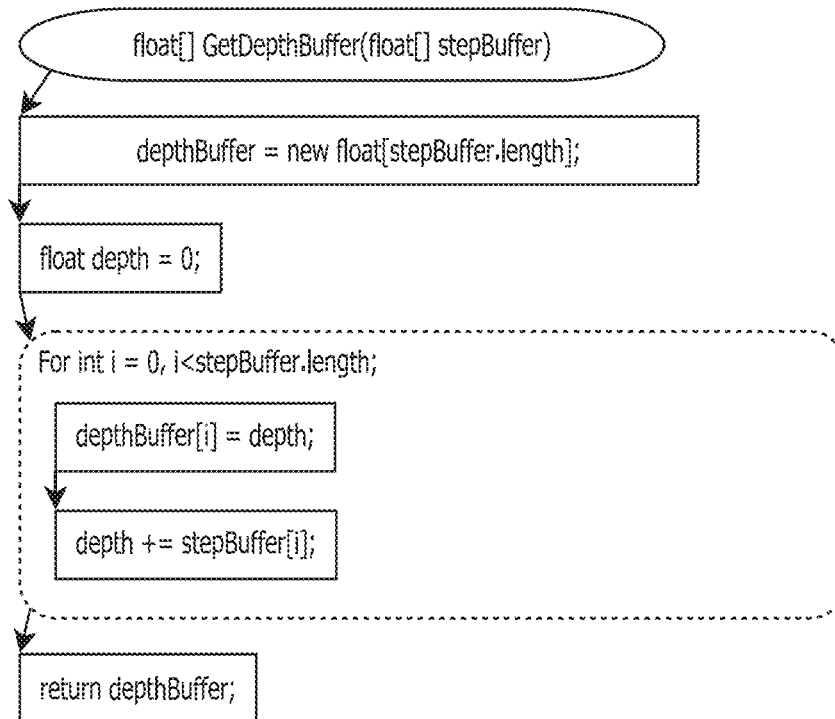 float[] GetDepthBuffer(float[] stepBuffer)
depthBuffer = new float[stepBuffer.length];
float depth = 0;
For int i = 0, i<stepBuffer.length;
depthBuffer[i] = depth;
depth += stepBuffer[i];
return depthBuffer;